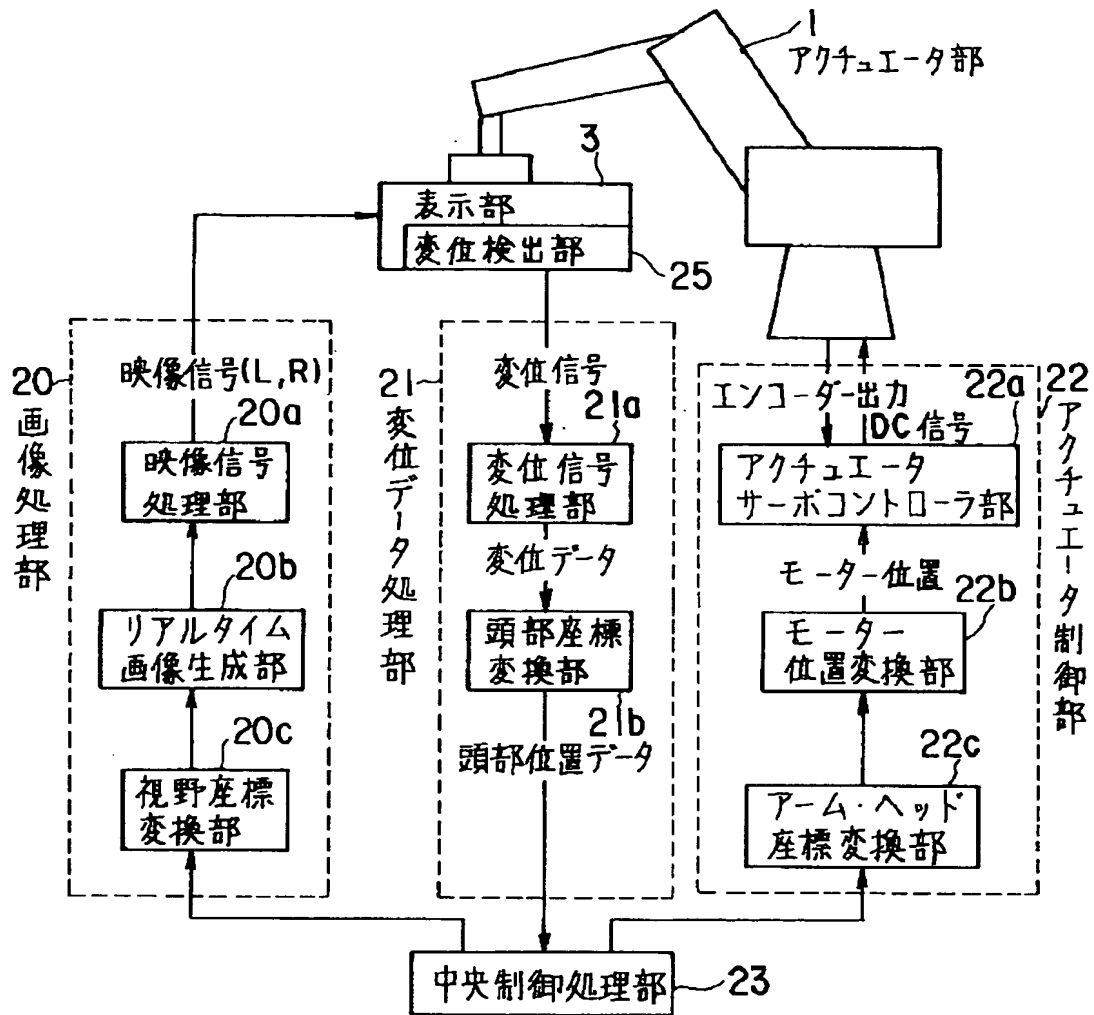 1
アクチュエータ部
3
表示部
変位検出部
25
20
画像処理部
映像信号(L,R)
20a
映像信号
処理部
20b
リアルタイム
画像生成部
20c
視野座標
変換部
21
変位データ処理部
変位信号
21a
変位信号
処理部
変位データ
頭部座標
変換部
21b
頭部位置データ
22
アクチュエータ制御部
エンコーダー出力
DC信号
22a
アクチュエータ
サーボコントローラ部
モーター位置
22b
モーター
位置変換部
22c
アーム・ヘッド
座標変換部
中央制御処理部
23